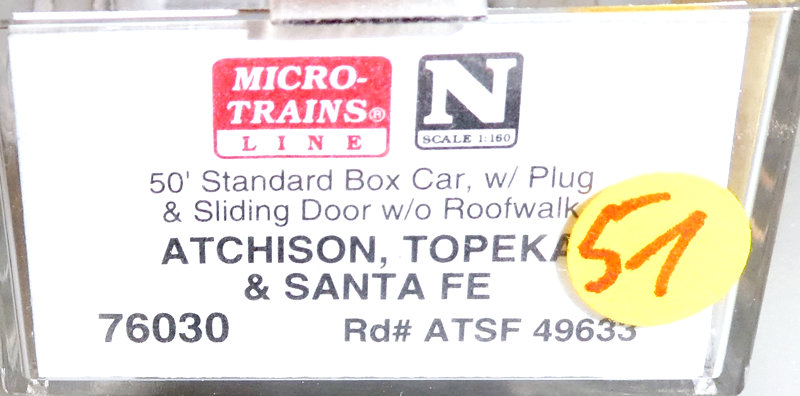 MICRO-
TRAINS®
LINE
N
SCALE 1:160
50' Standard Box Car, w/ Plug
& Sliding Door w/o Roofwalk
ATCHISON, TOPEKA
& SANTA FE
76030 Rd# ATSF 49633
51